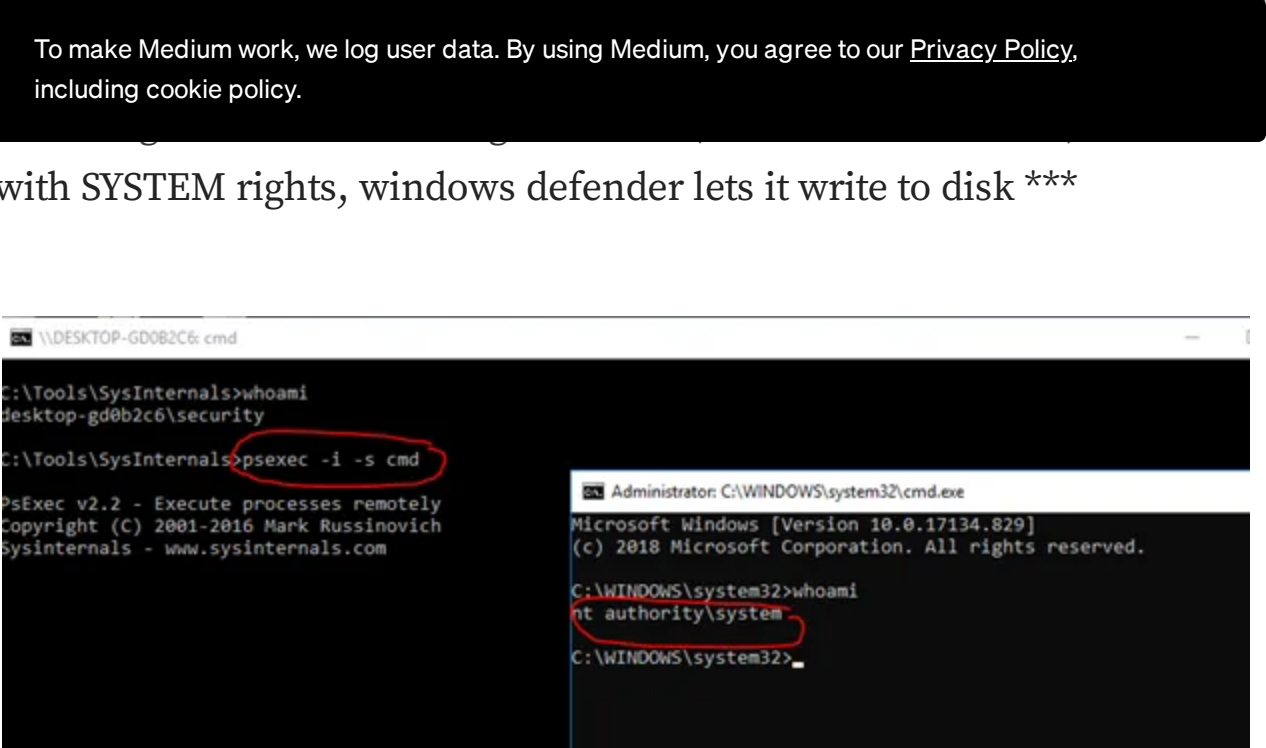 To make Medium work, we log user data. By using Medium, you agree to our Privacy Policy,
including cookie policy.
with SYSTEM rights, windows defender lets it write to disk ***
\\DESKTOP-GD0B2C6: cmd
C:\Tools\SysInternals>whoami
desktop-gd0b2c6\security
C:\Tools\SysInternals>psexec -i -s cmd
PsExec v2.2 - Execute processes remotely
Copyright (C) 2001-2016 Mark Russinovich
Sysinternals - www.sysinternals.com
Administrator: C:\WINDOWS\system32\cmd.exe
Microsoft Windows [Version 10.0.17134.829]
(c) 2018 Microsoft Corporation. All rights reserved.
C:\WINDOWS\system32>whoami
nt authority\system
C:\WINDOWS\system32>